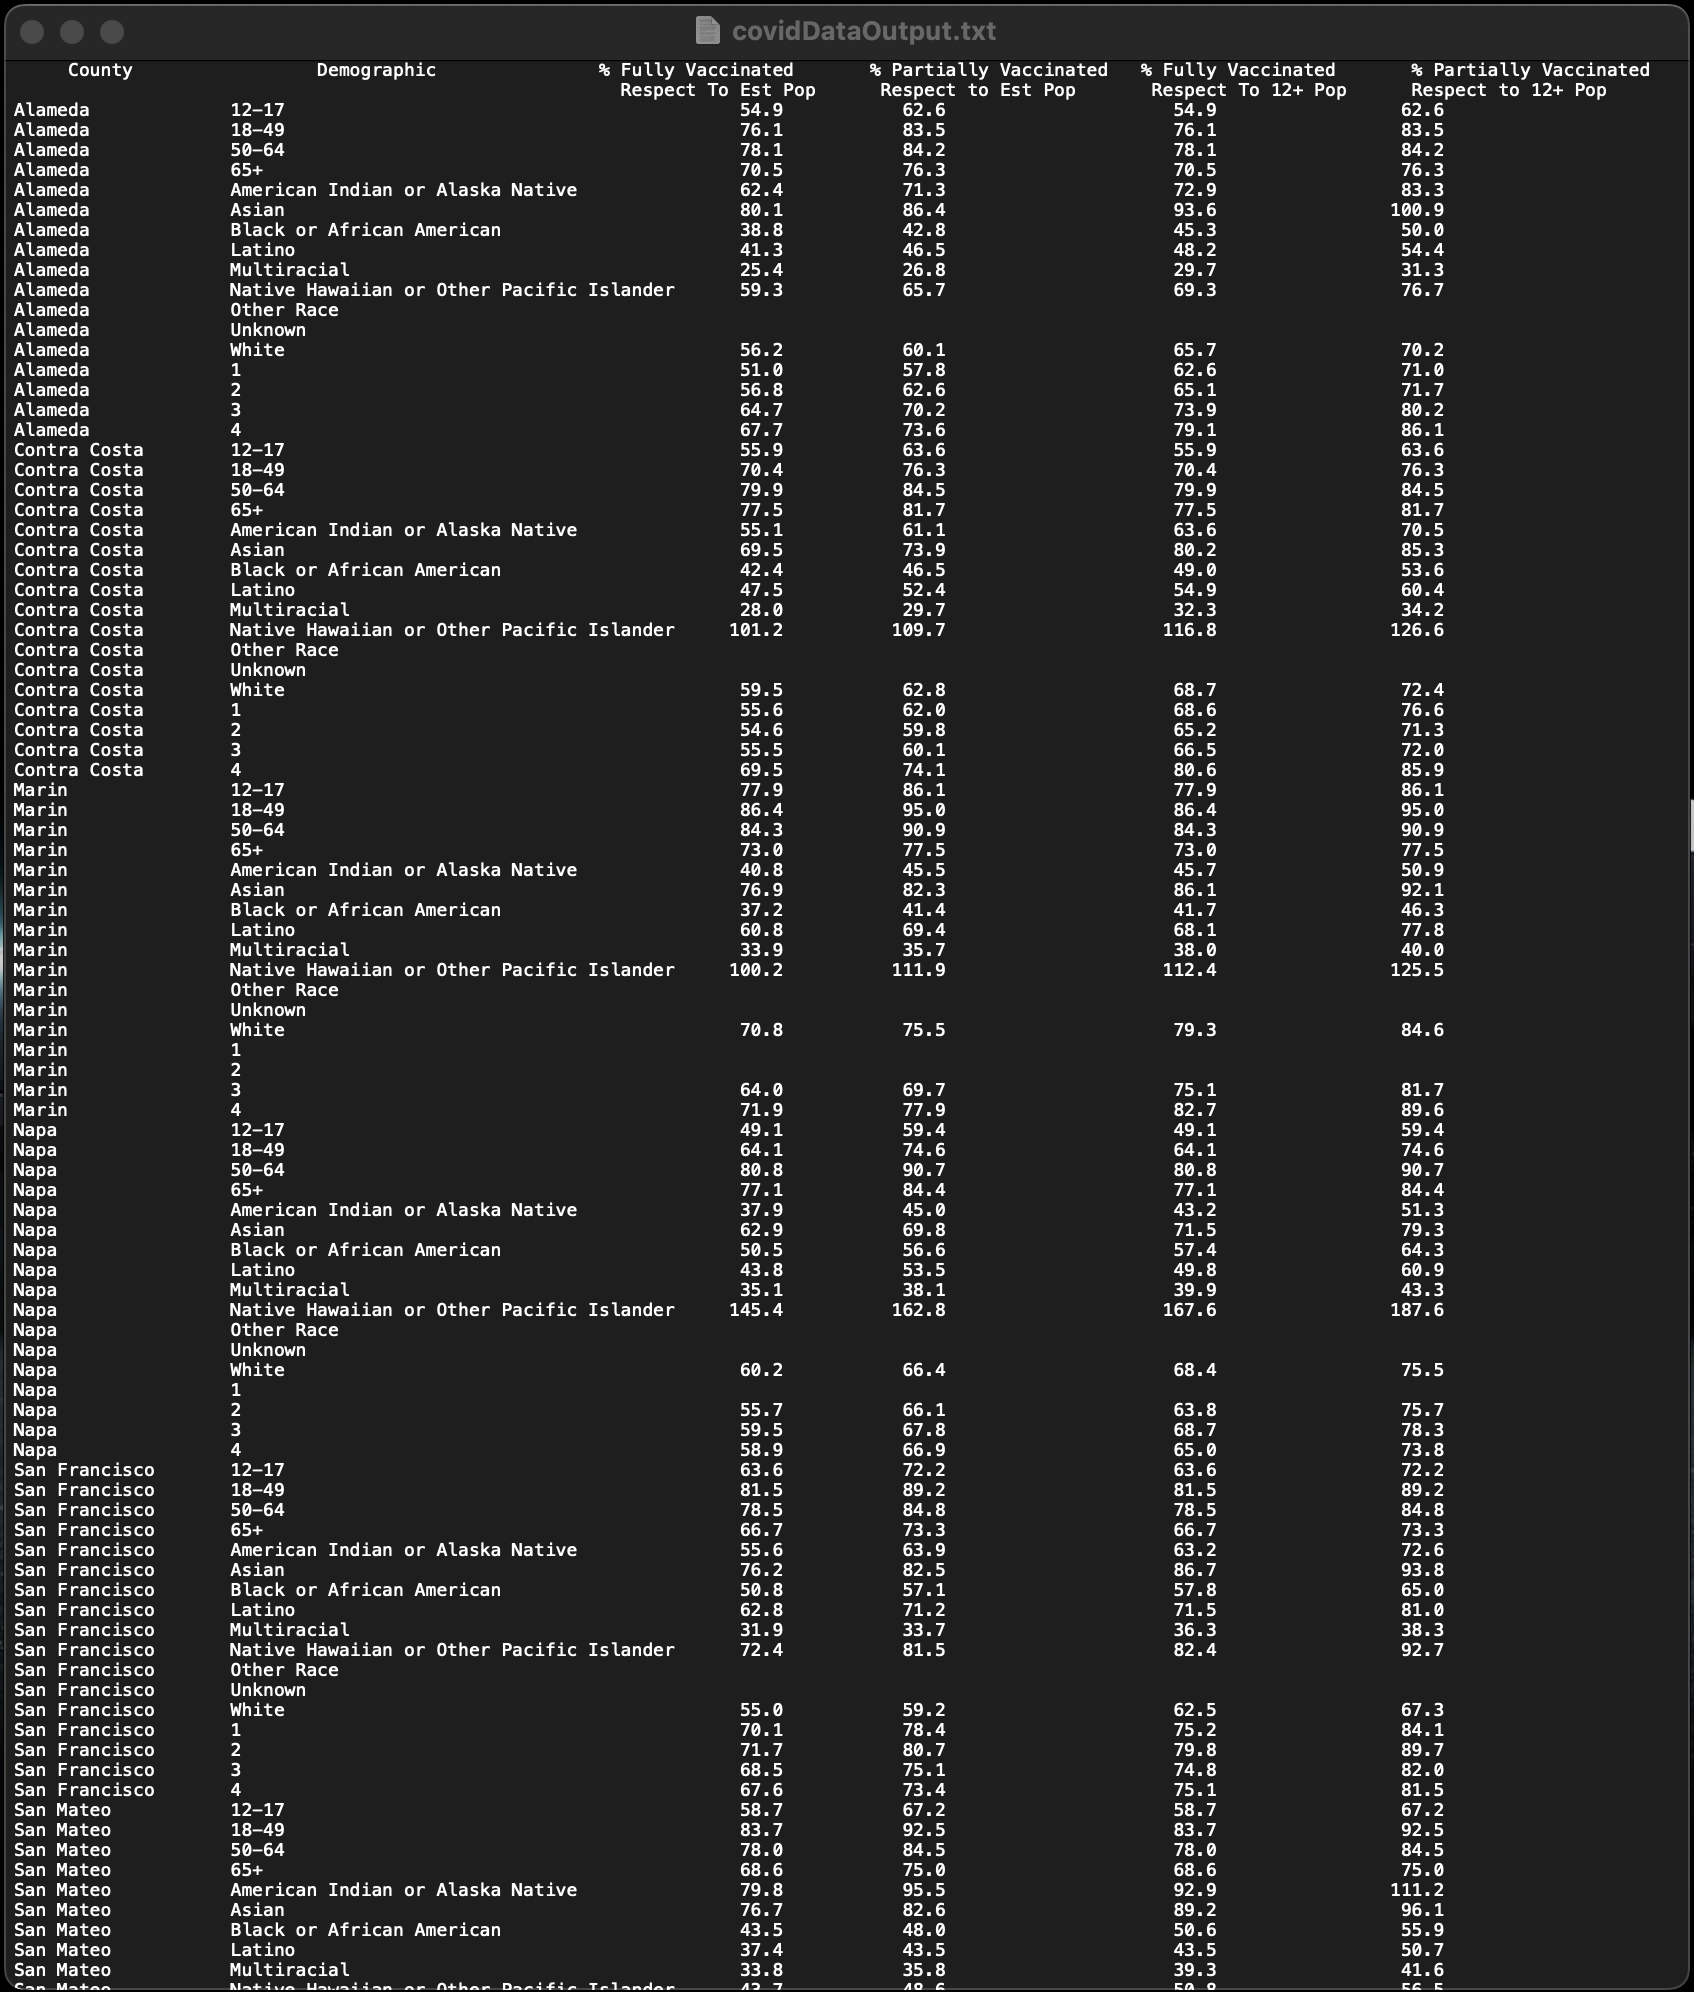 covidDataOutput.txt
County Demographic % Fully Vaccinated % Partially Vaccinated % Fully Vaccinated % Partially Vaccinated
Respect To Est Pop Respect to Est Pop Respect To 12+ Pop Respect to 12+ Pop
Alameda 12-17 54.9 62.6 54.9 62.6
Alameda 18-49 76.1 83.5 76.1 83.5
Alameda 50-64 78.1 84.2 78.1 84.2
Alameda 65+ 70.5 76.3 70.5 76.3
Alameda American Indian or Alaska Native 62.4 71.3 72.9 83.3
Alameda Asian 80.1 86.4 93.6 100.9
Alameda Black or African American 38.8 42.8 45.3 50.0
Alameda Latino 41.3 46.5 48.2 54.4
Alameda Multiracial 25.4 26.8 29.7 31.3
Alameda Native Hawaiian or Other Pacific Islander 59.3 65.7 69.3 76.7
Alameda Other Race
Alameda Unknown
Alameda White 56.2 60.1 65.7 70.2
Alameda 1 51.0 57.8 62.6 71.0
Alameda 2 56.8 62.6 65.1 71.7
Alameda 3 64.7 70.2 73.9 80.2
Alameda 4 67.7 73.6 79.1 86.1
Contra Costa 12-17 55.9 63.6 55.9 63.6
Contra Costa 18-49 70.4 76.3 70.4 76.3
Contra Costa 50-64 79.9 84.5 79.9 84.5
Contra Costa 65+ 77.5 81.7 77.5 81.7
Contra Costa American Indian or Alaska Native 55.1 61.1 63.6 70.5
Contra Costa Asian 69.5 73.9 80.2 85.3
Contra Costa Black or African American 42.4 46.5 49.0 53.6
Contra Costa Latino 47.5 52.4 54.9 60.4
Contra Costa Multiracial 28.0 29.7 32.3 34.2
Contra Costa Native Hawaiian or Other Pacific Islander 101.2 109.7 116.8 126.6
Contra Costa Other Race
Contra Costa Unknown
Contra Costa White 59.5 62.8 68.7 72.4
Contra Costa 1 55.6 62.0 68.6 76.6
Contra Costa 2 54.6 59.8 65.2 71.3
Contra Costa 3 55.5 60.1 66.5 72.0
Contra Costa 4 69.5 74.1 80.6 85.9
Marin 12-17 77.9 86.1 77.9 86.1
Marin 18-49 86.4 95.0 86.4 95.0
Marin 50-64 84.3 90.9 84.3 90.9
Marin 65+ 73.0 77.5 73.0 77.5
Marin American Indian or Alaska Native 40.8 45.5 45.7 50.9
Marin Asian 76.9 82.3 86.1 92.1
Marin Black or African American 37.2 41.4 41.7 46.3
Marin Latino 60.8 69.4 68.1 77.8
Marin Multiracial 33.9 35.7 38.0 40.0
Marin Native Hawaiian or Other Pacific Islander 100.2 111.9 112.4 125.5
Marin Other Race
Marin Unknown
Marin White 70.8 75.5 79.3 84.6
Marin 1
Marin 2
Marin 3 64.0 69.7 75.1 81.7
Marin 4 71.9 77.9 82.7 89.6
Napa 12-17 49.1 59.4 49.1 59.4
Napa 18-49 64.1 74.6 64.1 74.6
Napa 50-64 80.8 90.7 80.8 90.7
Napa 65+ 77.1 84.4 77.1 84.4
Napa American Indian or Alaska Native 37.9 45.0 43.2 51.3
Napa Asian 62.9 69.8 71.5 79.3
Napa Black or African American 50.5 56.6 57.4 64.3
Napa Latino 43.8 53.5 49.8 60.9
Napa Multiracial 35.1 38.1 39.9 43.3
Napa Native Hawaiian or Other Pacific Islander 145.4 162.8 167.6 187.6
Napa Other Race
Napa Unknown
Napa White 60.2 66.4 68.4 75.5
Napa 1
Napa 2 55.7 66.1 63.8 75.7
Napa 3 59.5 67.8 68.7 78.3
Napa 4 58.9 66.9 65.0 73.8
San Francisco 12-17 63.6 72.2 63.6 72.2
San Francisco 18-49 81.5 89.2 81.5 89.2
San Francisco 50-64 78.5 84.8 78.5 84.8
San Francisco 65+ 66.7 73.3 66.7 73.3
San Francisco American Indian or Alaska Native 55.6 63.9 63.2 72.6
San Francisco Asian 76.2 82.5 86.7 93.8
San Francisco Black or African American 50.8 57.1 57.8 65.0
San Francisco Latino 62.8 71.2 71.5 81.0
San Francisco Multiracial 31.9 33.7 36.3 38.3
San Francisco Native Hawaiian or Other Pacific Islander 72.4 81.5 82.4 92.7
San Francisco Other Race
San Francisco Unknown
San Francisco White 55.0 59.2 62.5 67.3
San Francisco 1 70.1 78.4 75.2 84.1
San Francisco 2 71.7 80.7 79.8 89.7
San Francisco 3 68.5 75.1 74.8 82.0
San Francisco 4 67.6 73.4 75.1 81.5
San Mateo 12-17 58.7 67.2 58.7 67.2
San Mateo 18-49 83.7 92.5 83.7 92.5
San Mateo 50-64 78.0 84.5 78.0 84.5
San Mateo 65+ 68.6 75.0 68.6 75.0
San Mateo American Indian or Alaska Native 79.8 95.5 92.9 111.2
San Mateo Asian 76.7 82.6 89.2 96.1
San Mateo Black or African American 43.5 48.0 50.6 55.9
San Mateo Latino 37.4 43.5 43.5 50.7
San Mateo Multiracial 33.8 35.8 39.3 41.6
San Mateo Native Hawaiian or Other Pacific Islander